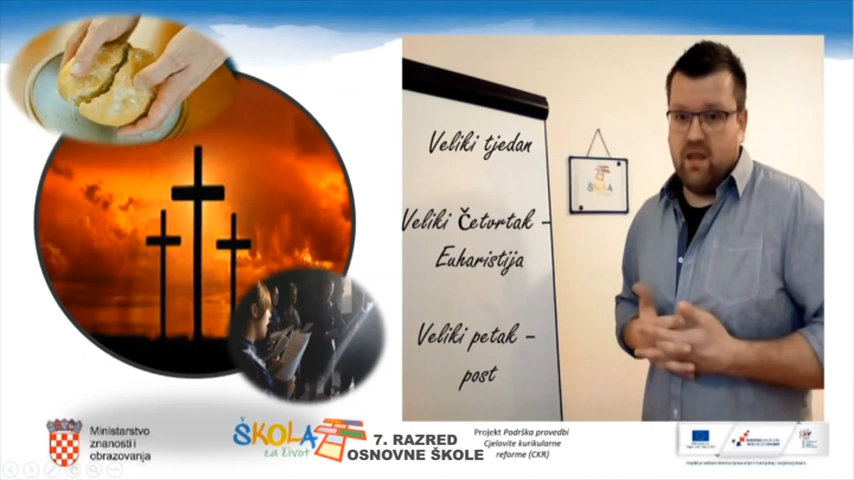 Veliki tjedan
Veliki Četvrtak –
Euharistija
Veliki petak –
post
ŠKOLA
Ministarstvo
znanosti i
obrazovanja
ŠKOLA
za život
7. RAZRED
OSNOVNE ŠKOLE
Projekt Podrška provedbi
Cjelovite kurikularne
reforme (CKR)